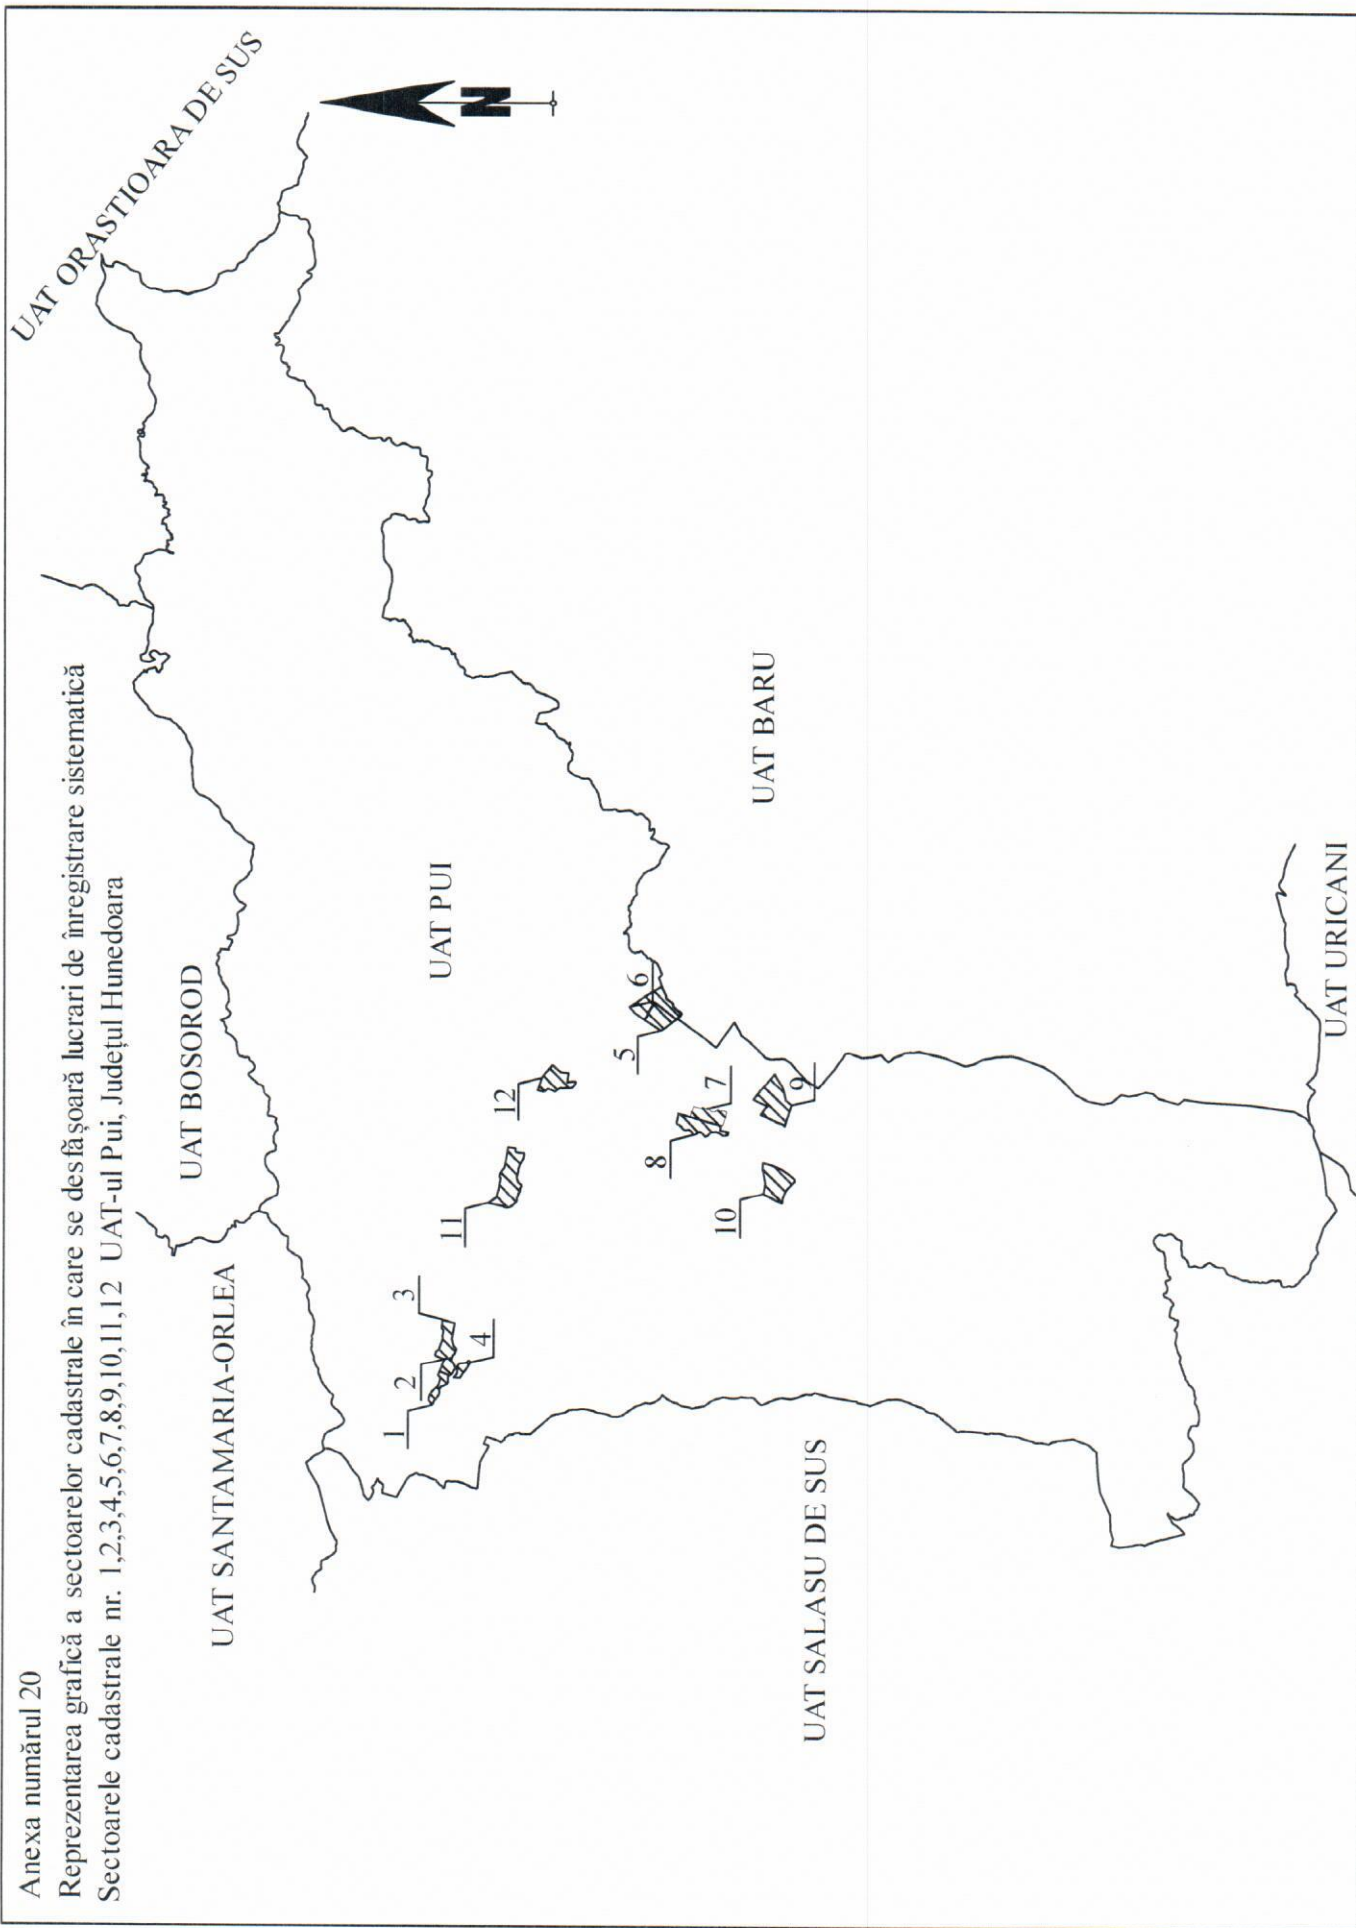 Anexa numărul 20
Reprezentarea grafică a sectoarelor cadastrale în care se desfășoară lucrari de înregistrare sistematică
Sectoarele cadastrale nr. 1,2,3,4,5,6,7,8,9,10,11,12 UAT-ul Pui, Județul Hunedoara
UAT ORASTIOARA DE SUS
N
UAT BOSOROD
UAT SANTAMARIA-ORLEA
UAT PUI
1
2
3
4
11
12
5
6
8
7
10
9
UAT BARU
UAT SALASU DE SUS
UAT URICANI